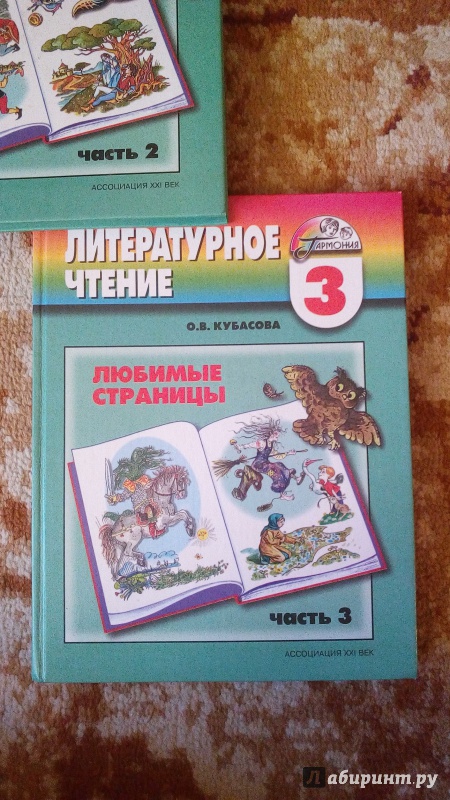 часть 2
АССОЦИАЦИЯ XXI ВЕК
ЛИТЕРАТУРНОЕ
ЧТЕНИЕ
ГАРМОНИЯ
3
О.В. КУБАСОВА
ЛЮБИМЫЕ
СТРАНИЦЫ
часть 3
АССОЦИАЦИЯ XXI ВЕК
Лабиринт.ру